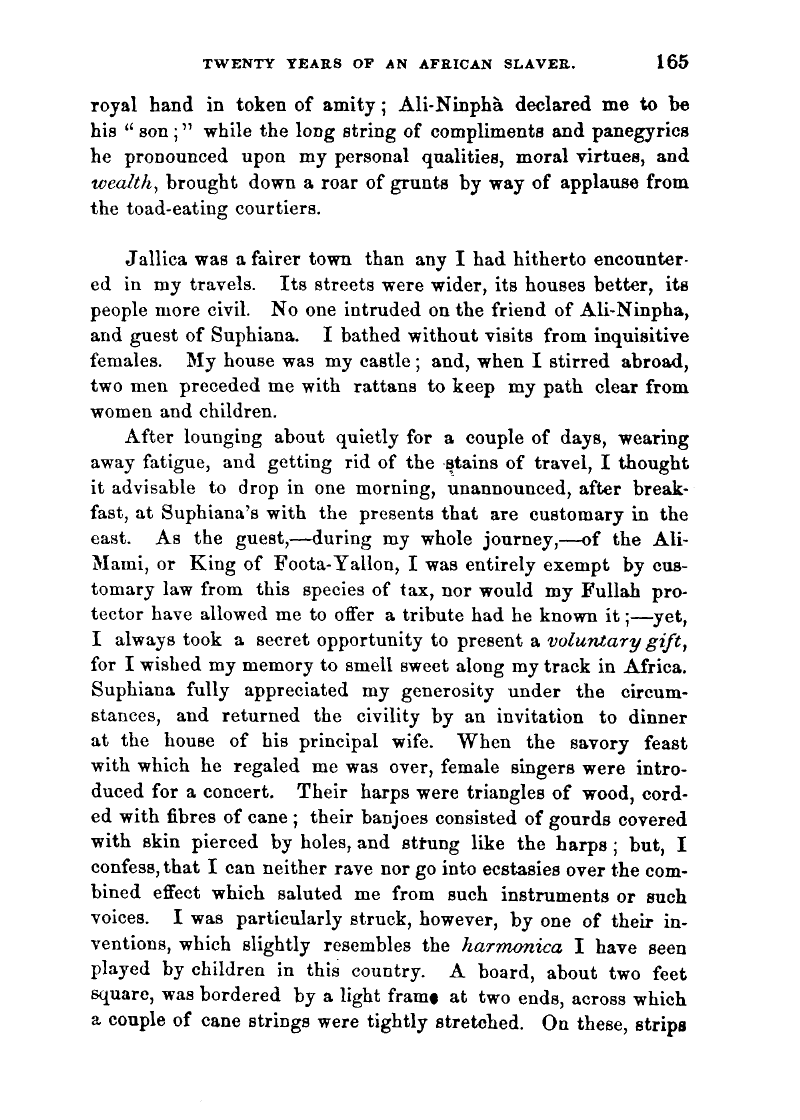 TWENTY YEARS OF AN AFRICAN SLAVER. 165
royal hand in token of amity; Ali-Ninphà declared me to be
his “son;” while the long string of compliments and panegyrics
he pronounced upon my personal qualities, moral virtues, and
wealth, brought down a roar of grunts by way of applause from
the toad-eating courtiers.
Jallica was a fairer town than any I had hitherto encounter-
ed in my travels. Its streets were wider, its houses better, its
people more civil. No one intruded on the friend of Ali-Ninpha,
and guest of Suphiana. I bathed without visits from inquisitive
females. My house was my castle; and, when I stirred abroad,
two men preceded me with rattans to keep my path clear from
women and children.
After lounging about quietly for a couple of days, wearing
away fatigue, and getting rid of the stains of travel, I thought
it advisable to drop in one morning, unannounced, after break-
fast, at Suphiana's with the presents that are customary in the
east. As the guest,—during my whole journey,—of the Ali-
Mami, or King of Foota-Yallon, I was entirely exempt by cus-
tomary law from this species of tax, nor would my Fullah pro-
tector have allowed me to offer a tribute had he known it;—yet,
I always took a secret opportunity to present a voluntary gift,
for I wished my memory to smell sweet along my track in Africa.
Suphiana fully appreciated my generosity under the circum-
stances, and returned the civility by an invitation to dinner
at the house of his principal wife. When the savory feast
with which he regaled me was over, female singers were intro-
duced for a concert. Their harps were triangles of wood, cord-
ed with fibres of cane; their banjoes consisted of gourds covered
with skin pierced by holes, and strung like the harps; but, I
confess, that I can neither rave nor go into ecstasies over the com-
bined effect which saluted me from such instruments or such
voices. I was particularly struck, however, by one of their in-
ventions, which slightly resembles the harmonica I have seen
played by children in this country. A board, about two feet
square, was bordered by a light frame at two ends, across which
a couple of cane strings were tightly stretched. On these, strips